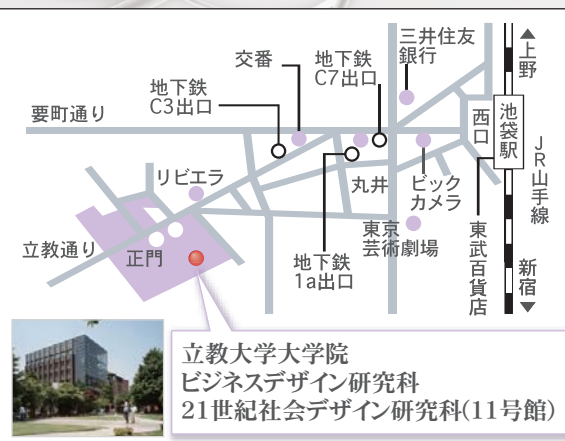 三井住友
銀行
交番
地下鉄
C7出口
地下鉄
C3出口
▲上野
要町通り
西口
池袋駅
JR山手線
リビエラ
丸井
ビック
カメラ
立教通り
正門
東京
芸術劇場
地下鉄
1a出口
東武百貨店
新宿▼
立教大学大学院
ビジネスデザイン研究科
21世紀社会デザイン研究科(11号館)